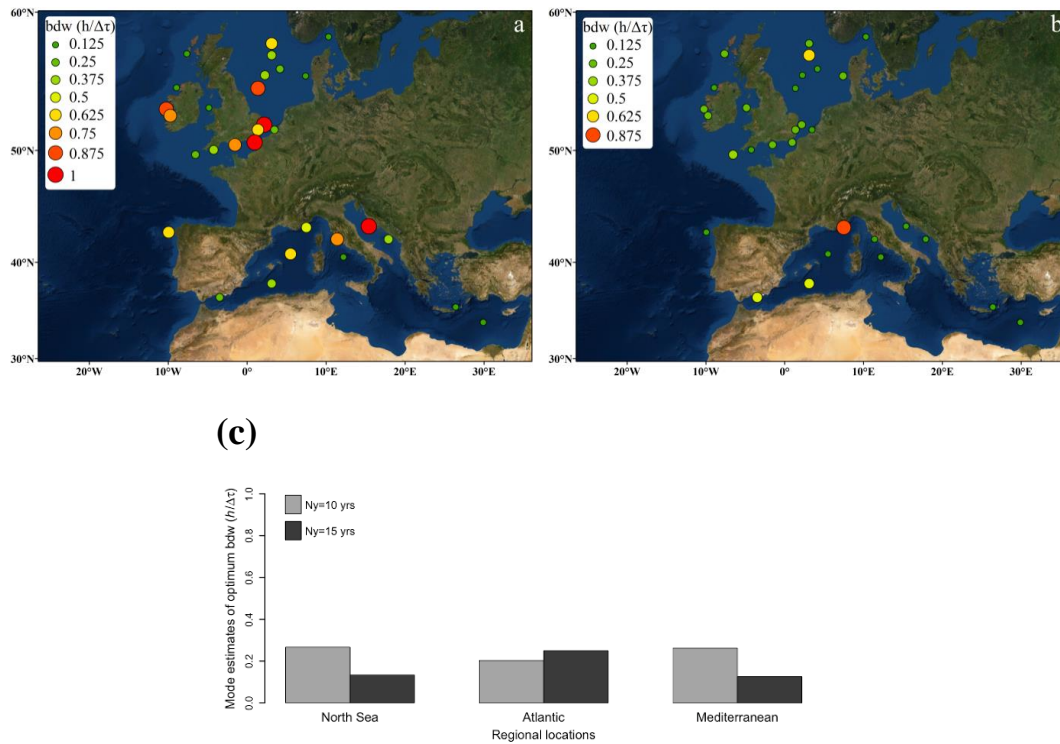 a
bdw (h/Δτ)
0.125
0.25
0.375
0.5
0.625
0.75
0.875
1
60°N
50°N
40°N
30°N
20°W
10°W
0°
10°E
20°E
30°E
b
bdw (h/Δτ)
0.125
0.25
0.375
0.5
0.625
0.875
60°N
50°N
40°N
30°N
20°W
10°W
0°
10°E
20°E
30°E
(c)
Mode estimates of optimum bdw (h/Δτ)
1.0
0.8
0.6
0.4
0.2
0.0
Ny=10 yrs
Ny=15 yrs
North Sea
Atlantic
Mediterranean
Regional locations